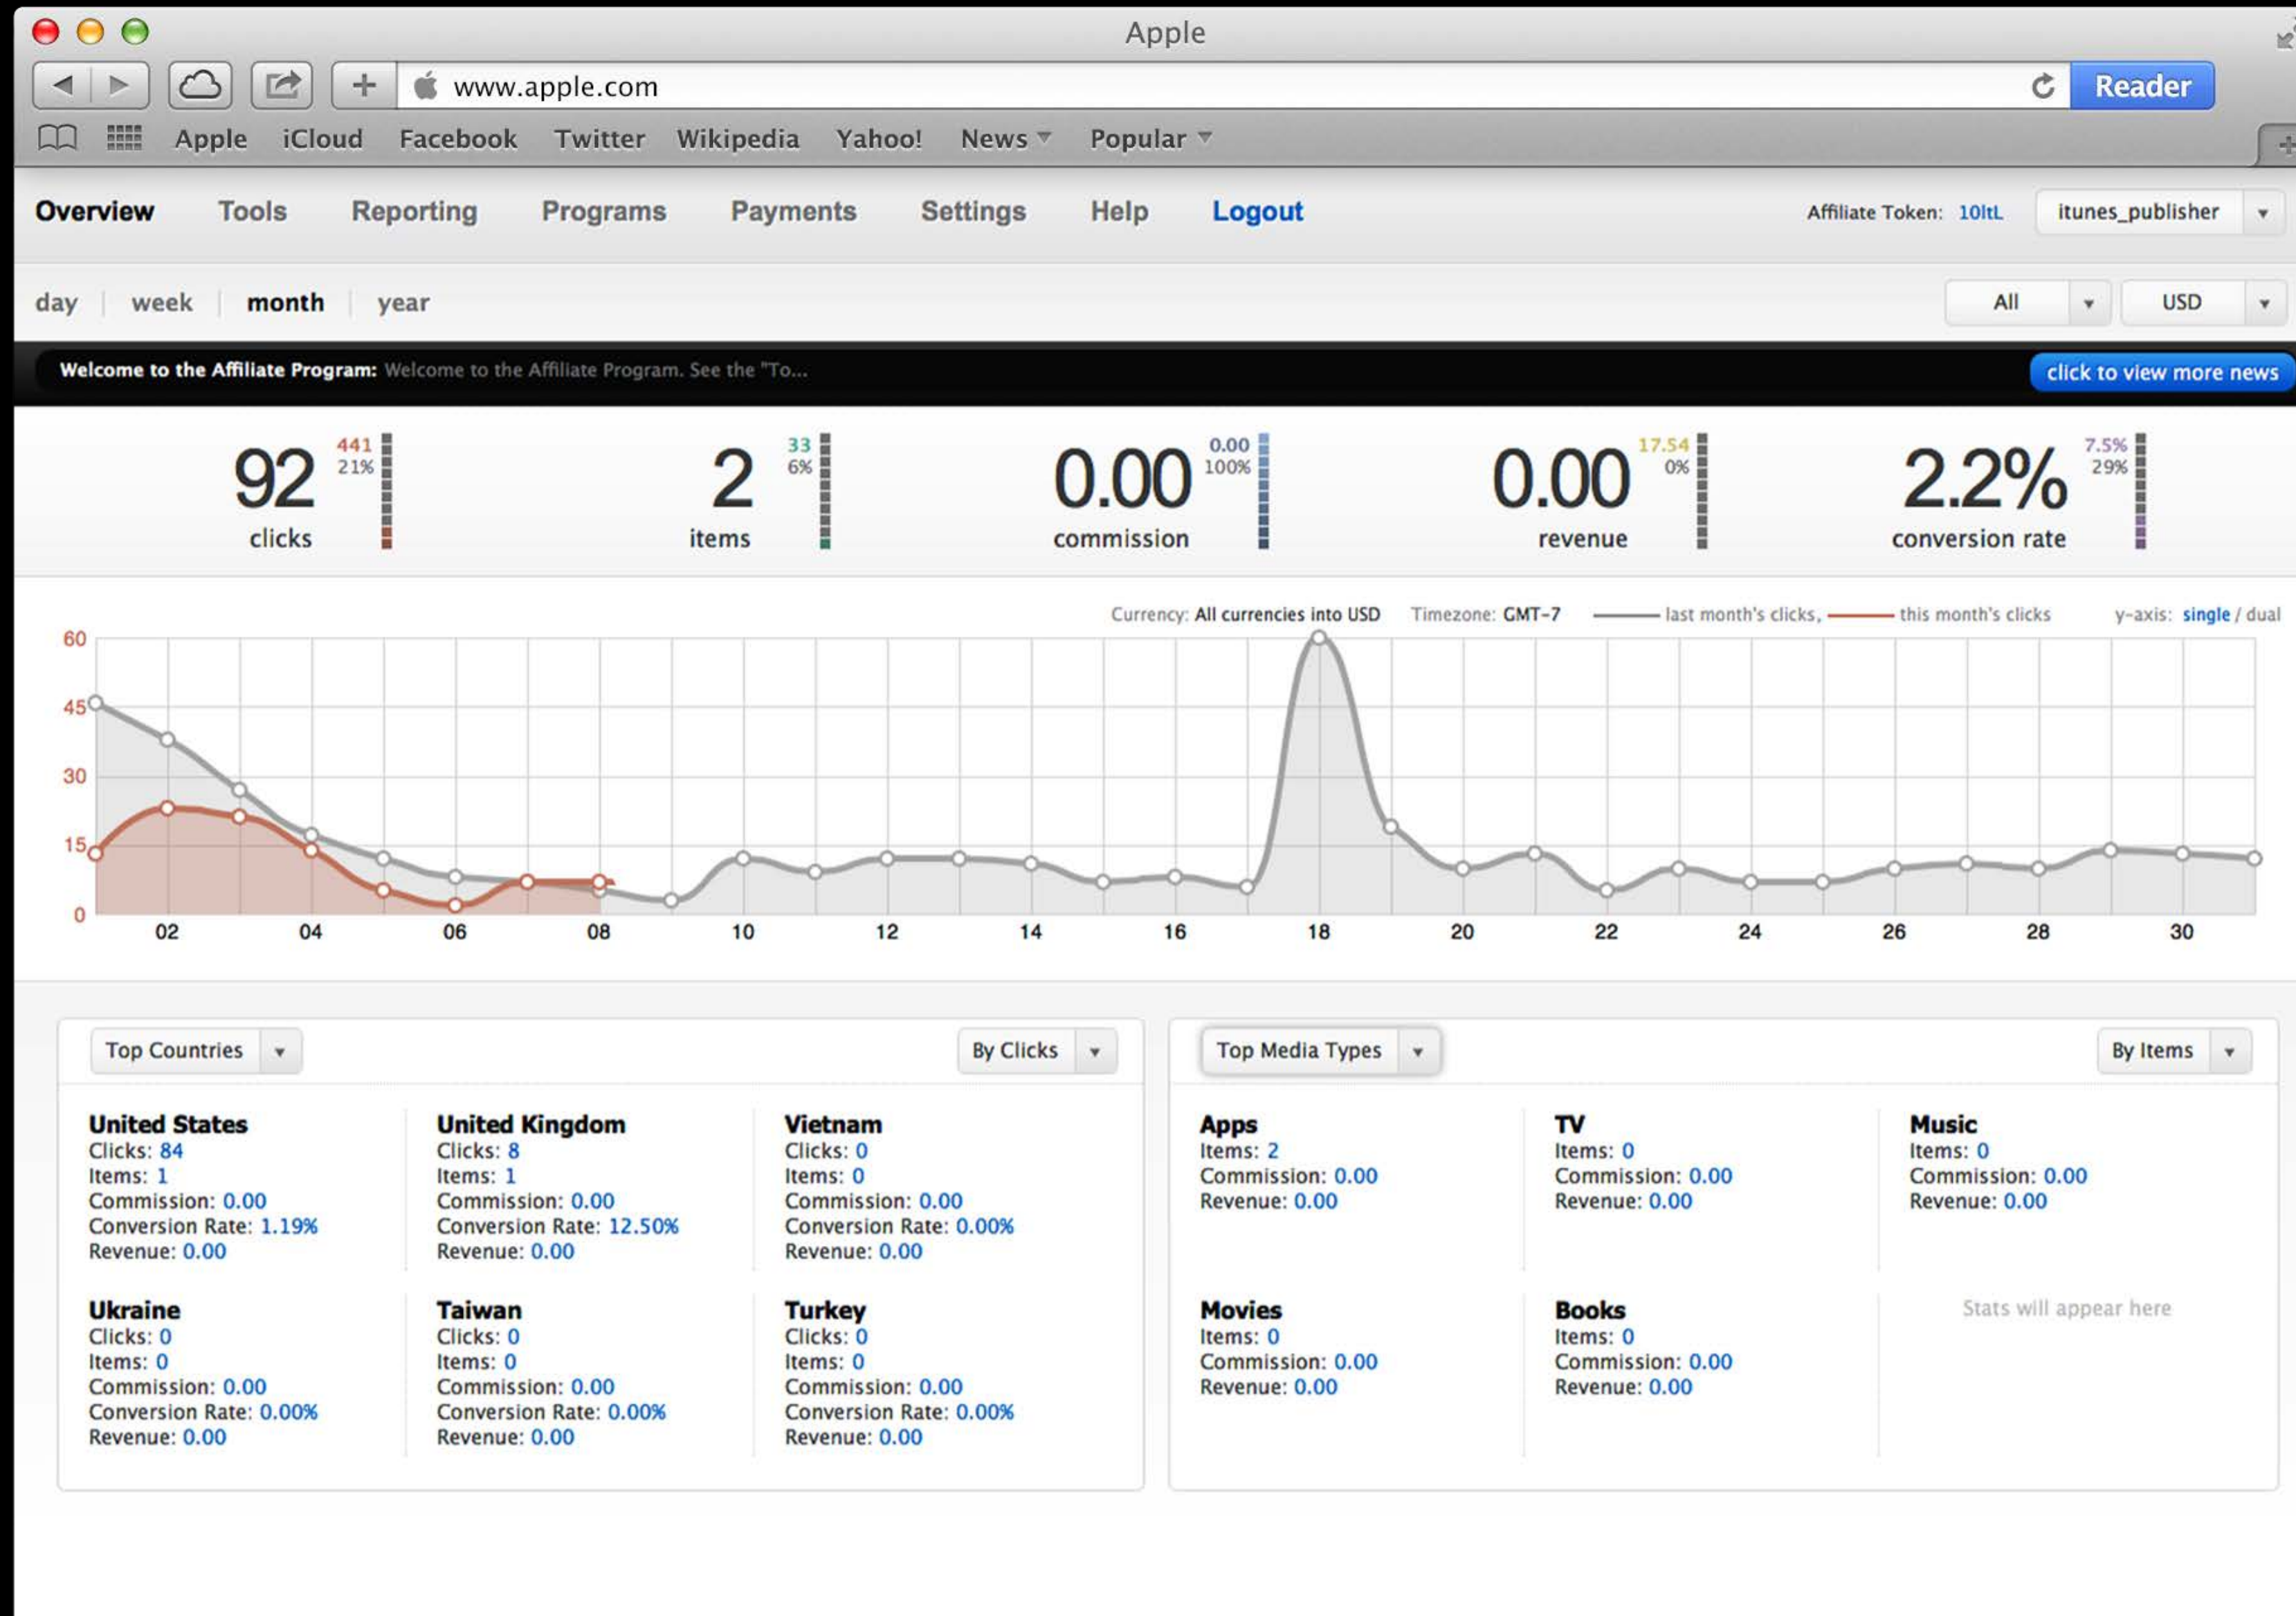 Apple
www.apple.com
Reader
Apple iCloud Facebook Twitter Wikipedia Yahoo! News Popular
Overview Tools Reporting Programs Payments Settings Help Logout Affiliate Token: 10ltL itunes_publisher
day week month year All USD
Welcome to the Affiliate Program: Welcome to the Affiliate Program. See the "To... click to view more news
92 441 21% 2 33 6% 0.00 0.00 100% 0.00 17.54 0% 2.2% 7.5% 29%
clicks items commission revenue conversion rate
Currency: All currencies into USD Timezone: GMT-7 last month's clicks, this month's clicks y-axis: single / dual
60
45
30
15
0
02 04 06 08 10 12 14 16 18 20 22 24 26 28 30
Top Countries By Clicks
United States
Clicks: 84
Items: 1
Commission: 0.00
Conversion Rate: 1.19%
Revenue: 0.00
United Kingdom
Clicks: 8
Items: 1
Commission: 0.00
Conversion Rate: 12.50%
Revenue: 0.00
Vietnam
Clicks: 0
Items: 0
Commission: 0.00
Conversion Rate: 0.00%
Revenue: 0.00
Ukraine
Clicks: 0
Items: 0
Commission: 0.00
Conversion Rate: 0.00%
Revenue: 0.00
Taiwan
Clicks: 0
Items: 0
Commission: 0.00
Conversion Rate: 0.00%
Revenue: 0.00
Turkey
Clicks: 0
Items: 0
Commission: 0.00
Conversion Rate: 0.00%
Revenue: 0.00
Top Media Types By Items
Apps
Items: 2
Commission: 0.00
Revenue: 0.00
TV
Items: 0
Commission: 0.00
Revenue: 0.00
Music
Items: 0
Commission: 0.00
Revenue: 0.00
Movies
Items: 0
Commission: 0.00
Revenue: 0.00
Books
Items: 0
Commission: 0.00
Revenue: 0.00
Stats will appear here